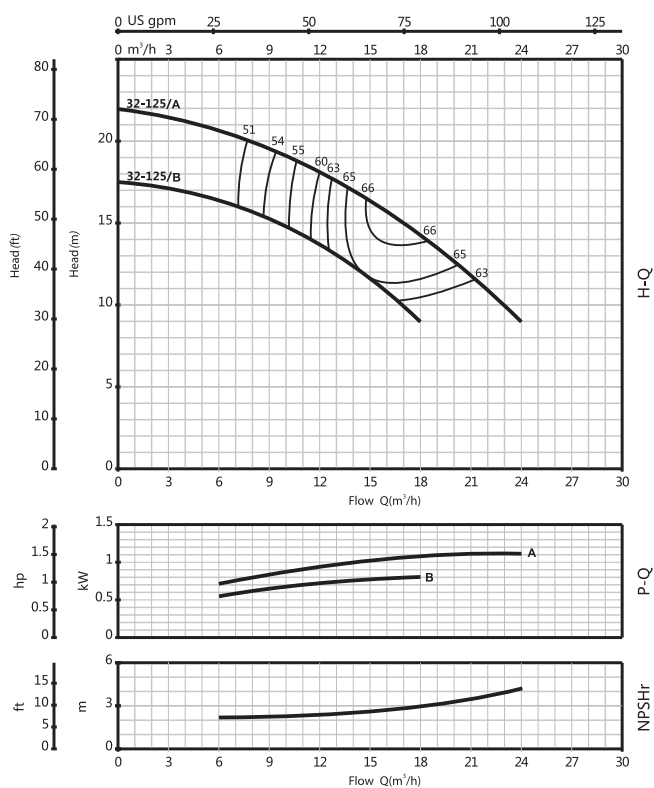 0 US gpm 25 50 75 100 125
0 m³/h 3 6 9 12 15 18 21 24 27 30
80
70
60
50
40
30
20
10
0
Head(ft)
20
15
10
5
0
Head(m)
32-125/A
32-125/B
51
54
55
60
63
65
66
66
65
63
H-Q
0 3 6 9 12 15 18 21 24 27 30
Flow Q(m³/h)
2
1.5
1
0.5
0
hp
1.5
1
0.5
0
kW
A
B
P-Q
15
10
5
0
ft
6
3
0
m
NPSHr
0 3 6 9 12 15 18 21 24 27 30
Flow Q(m³/h)